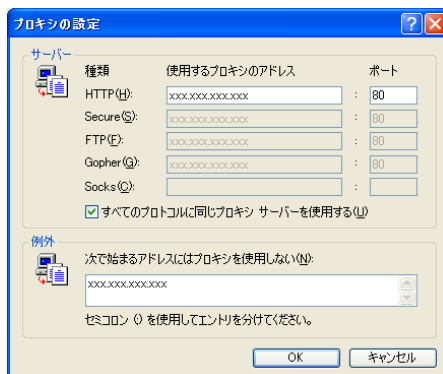 プロキシの設定
サーバー
種類 使用するプロキシのアドレス ポート
HTTP(H): xxx.xxx.xxx.xxx : 80
Secure(S): xxx.xxx.xxx.xxx : 80
FTP(F): xxx.xxx.xxx.xxx : 80
Gopher(G): xxx.xxx.xxx.xxx : 80
Socks(C): :
すべてのプロトコルに同じプロキシ サーバーを使用する(U)
例外
次で始まるアドレスにはプロキシを使用しない(N):
xxx.xxx.xxx.xxx
セミコロン (;) を使用してエントリを分けてください。
OK キャンセル